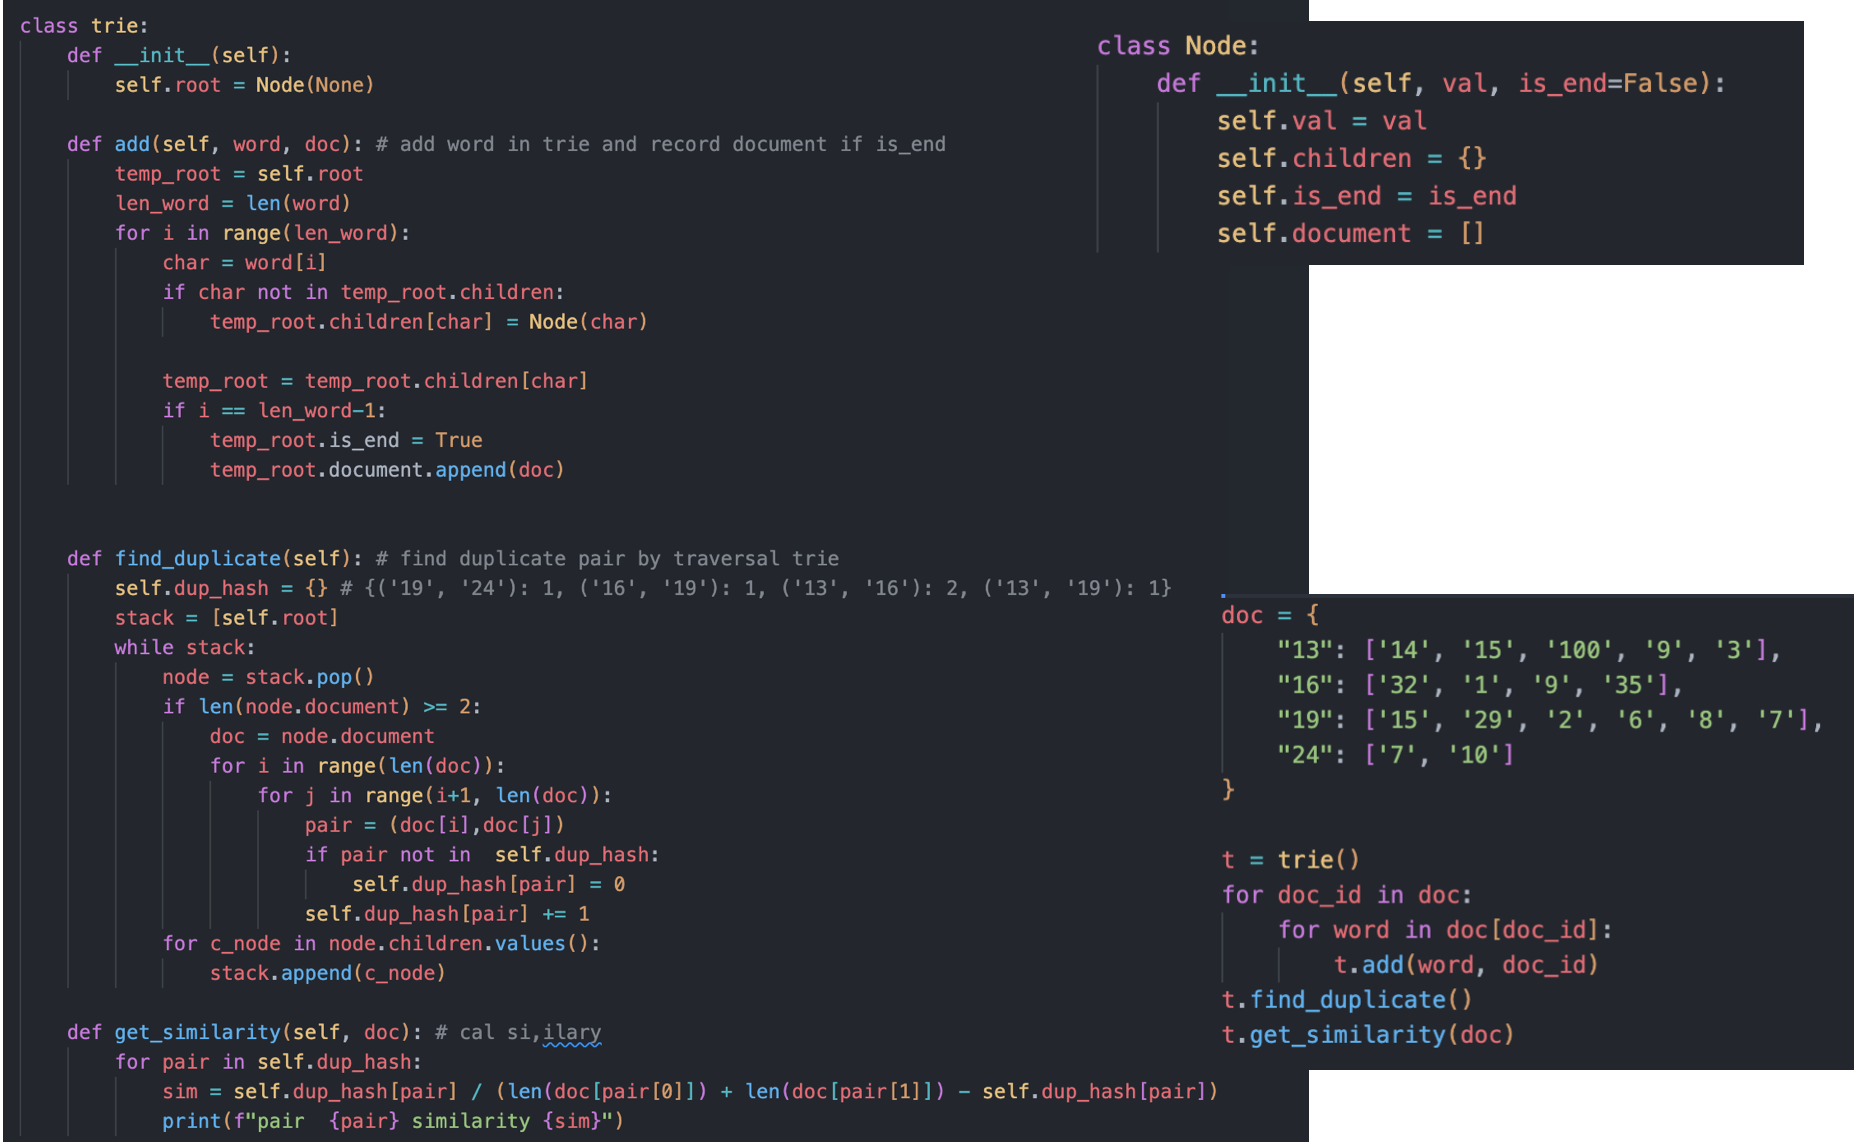 class trie:
    def __init__(self):
        self.root = Node(None)
    def add(self, word, doc): # add word in trie and record document if is_end
        temp_root = self.root
        len_word = len(word)
        for i in range(len_word):
            char = word[i]
            if char not in temp_root.children:
                temp_root.children[char] = Node(char)
            temp_root = temp_root.children[char]
            if i == len_word-1:
                temp_root.is_end = True
                temp_root.document.append(doc)
    def find_duplicate(self): # find duplicate pair by traversal trie
        self.dup_hash = {} # {('19', '24'): 1, ('16', '19'): 1, ('13', '16'): 2, ('13', '19'): 1}
        stack = [self.root]
        while stack:
            node = stack.pop()
            if len(node.document) >= 2:
                doc = node.document
                for i in range(len(doc)):
                    for j in range(i+1, len(doc)):
                        pair = (doc[i],doc[j])
                        if pair not in  self.dup_hash:
                            self.dup_hash[pair] = 0
                        self.dup_hash[pair] += 1
            for c_node in node.children.values():
                stack.append(c_node)
    def get_similarity(self, doc): # cal si,ilary
        for pair in self.dup_hash:
            sim = self.dup_hash[pair] / (len(doc[pair[0]]) + len(doc[pair[1]]) - self.dup_hash[pair])
            print(f"pair  {pair} similarity {sim}")
class Node:
    def __init__(self, val, is_end=False):
        self.val = val
        self.children = {}
        self.is_end = is_end
        self.document = []
doc = {
    "13": ['14', '15', '100', '9', '3'],
    "16": ['32', '1', '9', '35'],
    "19": ['15', '29', '2', '6', '8', '7'],
    "24": ['7', '10']
}
t = trie()
for doc_id in doc:
    for word in doc[doc_id]:
        t.add(word, doc_id)
t.find_duplicate()
t.get_similarity(doc)